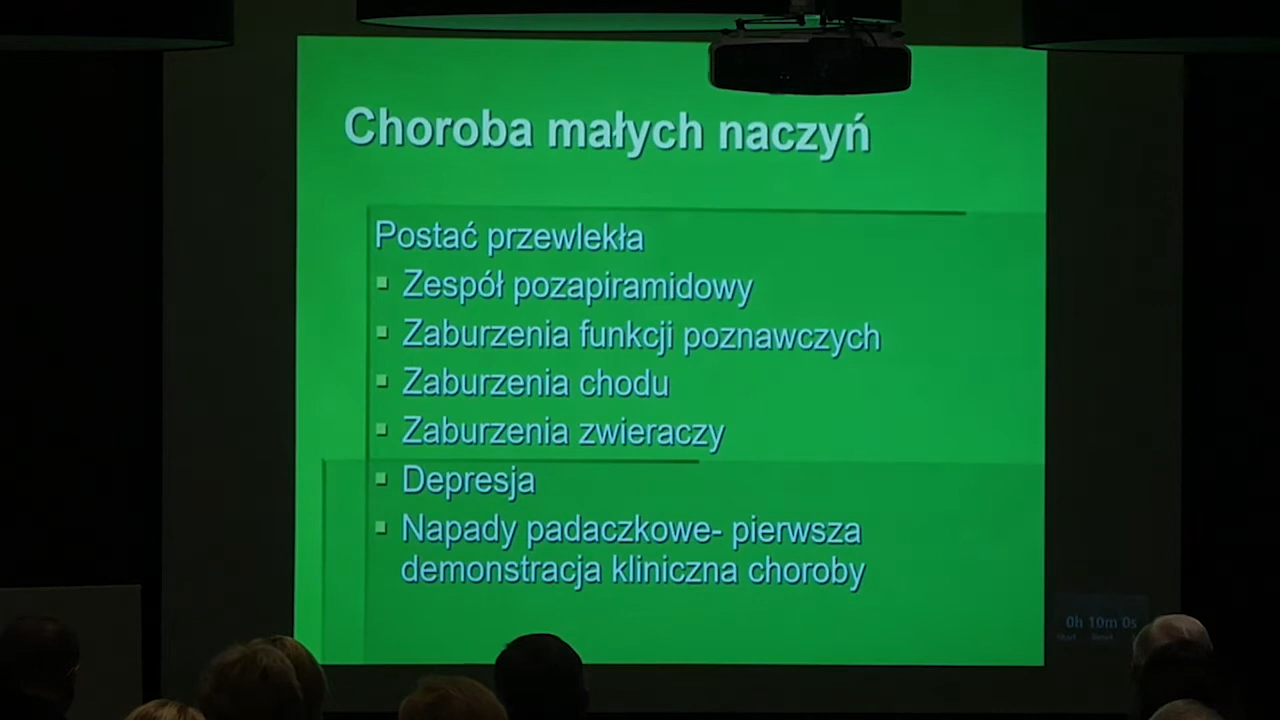 Choroba małych naczyń
Postać przewlekła
▪ Zespół pozapiramidowy
▪ Zaburzenia funkcji poznawczych
▪ Zaburzenia chodu
▪ Zaburzenia zwieraczy
▪ Depresja
▪ Napady padaczkowe- pierwsza
demonstracja kliniczna choroby
0h 10m 0s